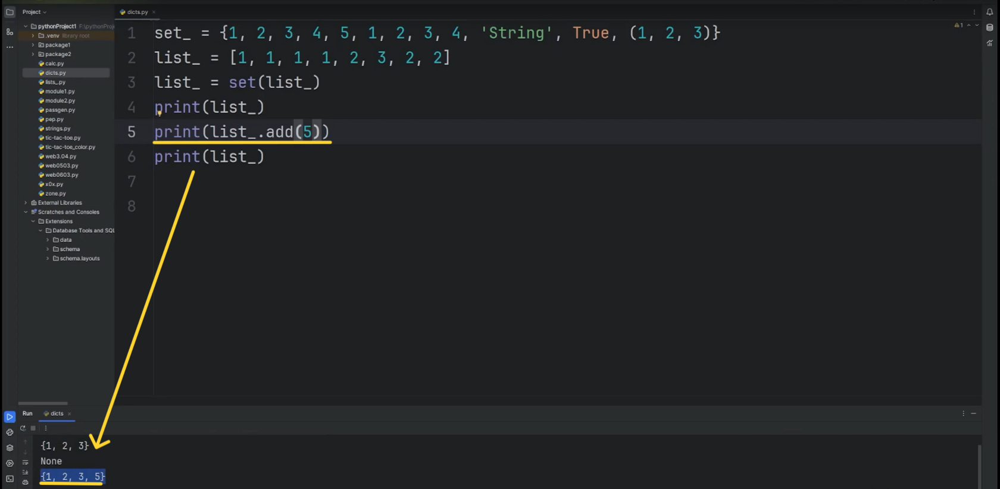 Project
dicts.py
pythonProject1 F:\pythonProj
.venv library root
package1
package2
calc.py
dicts.py
lists_.py
module1.py
module2.py
passgen.py
pep.py
strings.py
tic-tac-toe.py
tic-tac-toe_color.py
web3.04.py
web0503.py
web0603.py
x0x.py
zone.py
External Libraries
Scratches and Consoles
Extensions
Database Tools and SQL
data
schema
schema.layouts
1 set_ = {1, 2, 3, 4, 5, 1, 2, 3, 4, 'String', True, (1, 2, 3)}
2 list_ = [1, 1, 1, 1, 2, 3, 2, 2]
3 list_ = set(list_)
4 print(list_)
5 print(list_.add(5))
6 print(list_)
7
8
1
Run dicts
{1, 2, 3}
None
{1, 2, 3, 5}